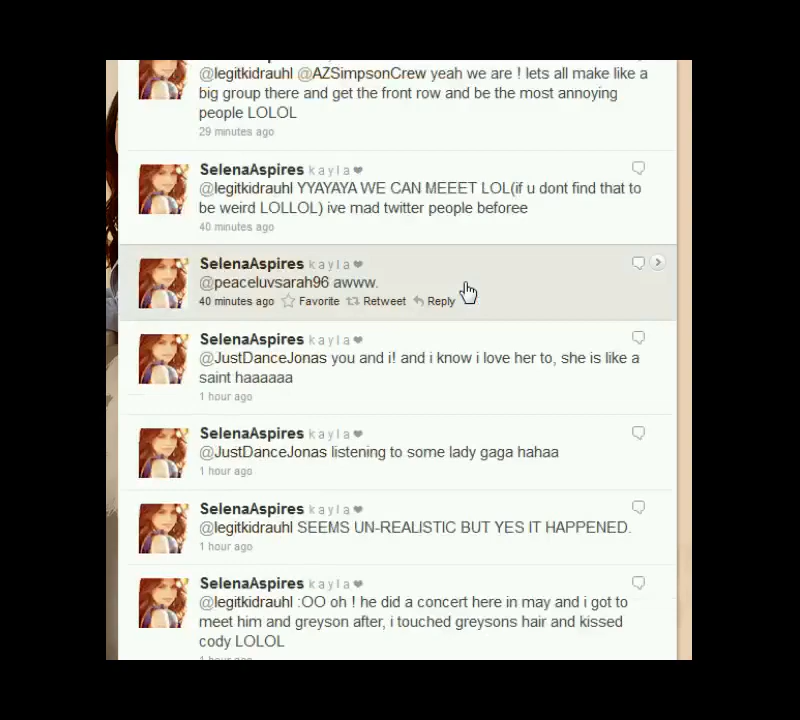 @legitkidrauhl @AZSimpsonCrew yeah we are ! lets all make like a
big group there and get the front row and be the most annoying
people LOLOL
29 minutes ago
SelenaAspires k a y l a ❤
@legitkidrauhl YYAYAYA WE CAN MEEET LOL(if u dont find that to
be weird LOLLOL) ive mad twitter people beforee
40 minutes ago
SelenaAspires k a y l a ❤
@peaceluvsarah96 awww.
40 minutes ago Favorite Retweet Reply
SelenaAspires k a y l a ❤
@JustDanceJonas you and i! and i know i love her to, she is like a
saint haaaaaa
1 hour ago
SelenaAspires k a y l a ❤
@JustDanceJonas listening to some lady gaga hahaa
1 hour ago
SelenaAspires k a y l a ❤
@legitkidrauhl SEEMS UN-REALISTIC BUT YES IT HAPPENED.
1 hour ago
SelenaAspires k a y l a ❤
@legitkidrauhl :OO oh ! he did a concert here in may and i got to
meet him and greyson after, i touched greysons hair and kissed
cody LOLOL
1 hour ago